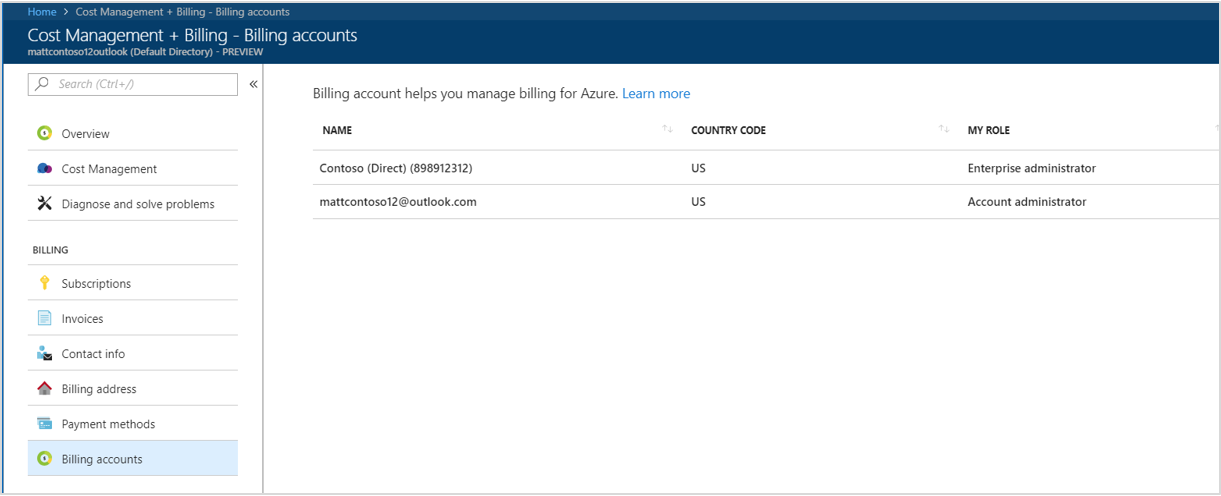 Home > Cost Management + Billing - Billing accounts
Cost Management + Billing - Billing accounts
mattcontoso12outlook (Default Directory) - PREVIEW
Search (Ctrl+/)
Overview
Cost Management
Diagnose and solve problems
BILLING
Subscriptions
Invoices
Contact info
Billing address
Payment methods
Billing accounts
Billing account helps you manage billing for Azure. Learn more
NAME COUNTRY CODE MY ROLE
Contoso (Direct) (898912312) US Enterprise administrator
mattcontoso12@outlook.com US Account administrator